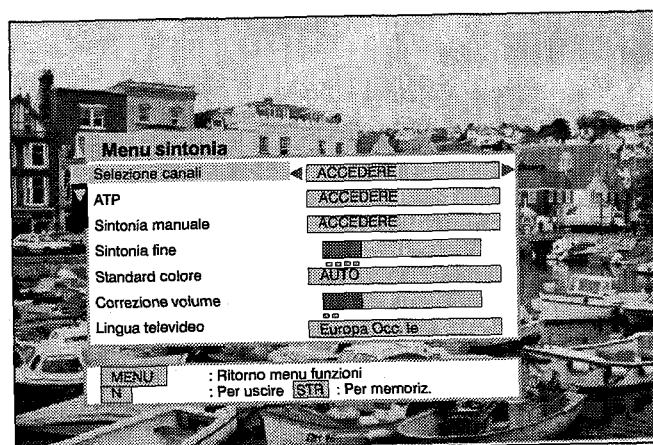 Menu sintonia
Selezione canali ACCEDERE
ATP ACCEDERE
Sintonia manuale ACCEDERE
Sintonia fine
Standard colore AUTO
Correzione volume
Lingua televideo Europa Occ. te
MENU : Ritorno menu funzioni
N : Per uscire STR : Per memoriz.